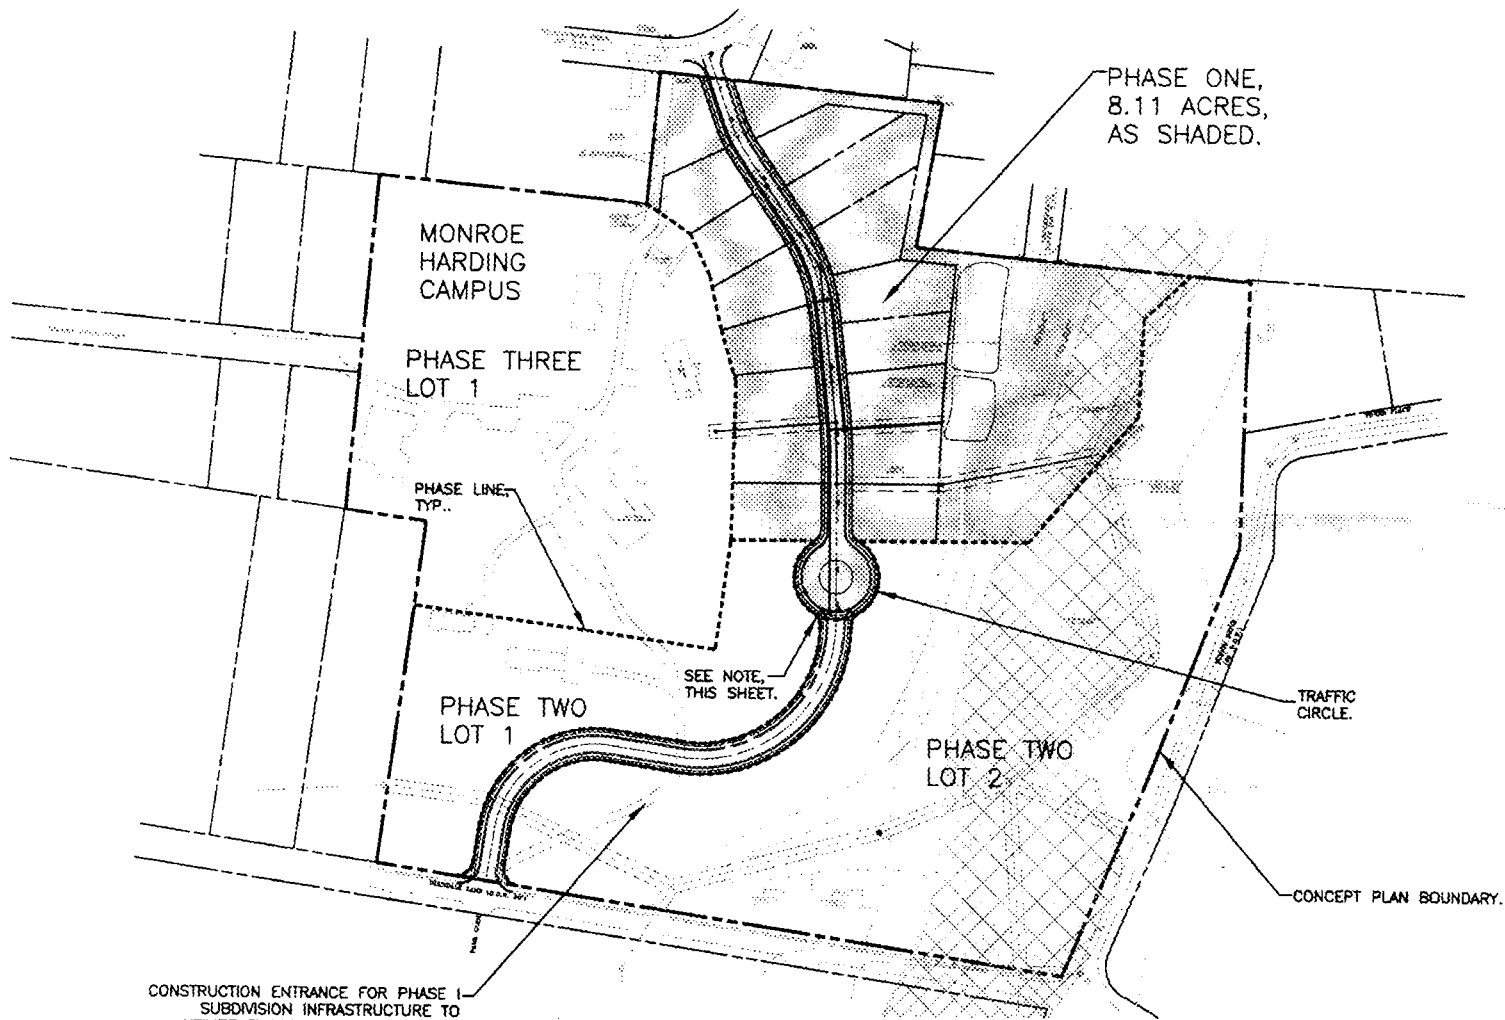 PHASE ONE,
8.11 ACRES,
AS SHADED.
MONROE
HARDING
CAMPUS
PHASE THREE
LOT 1
PHASE LINE,
TYP..
SEE NOTE,
THIS SHEET.
TRAFFIC
CIRCLE.
PHASE TWO
LOT 1
PHASE TWO
LOT 2
CONCEPT PLAN BOUNDARY.
CONSTRUCTION ENTRANCE FOR PHASE I
SUBDIVISION INFRASTRUCTURE TO